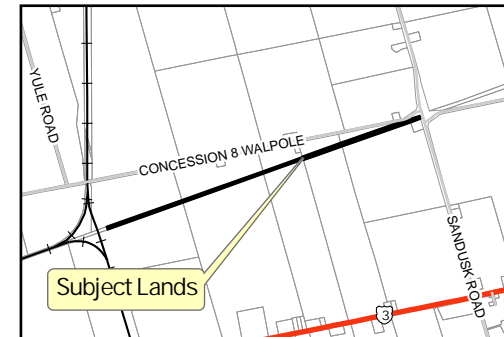 YULE ROAD
CONCESSION 8 WALPOLE
SANDUSK ROAD
Subject Lands
3